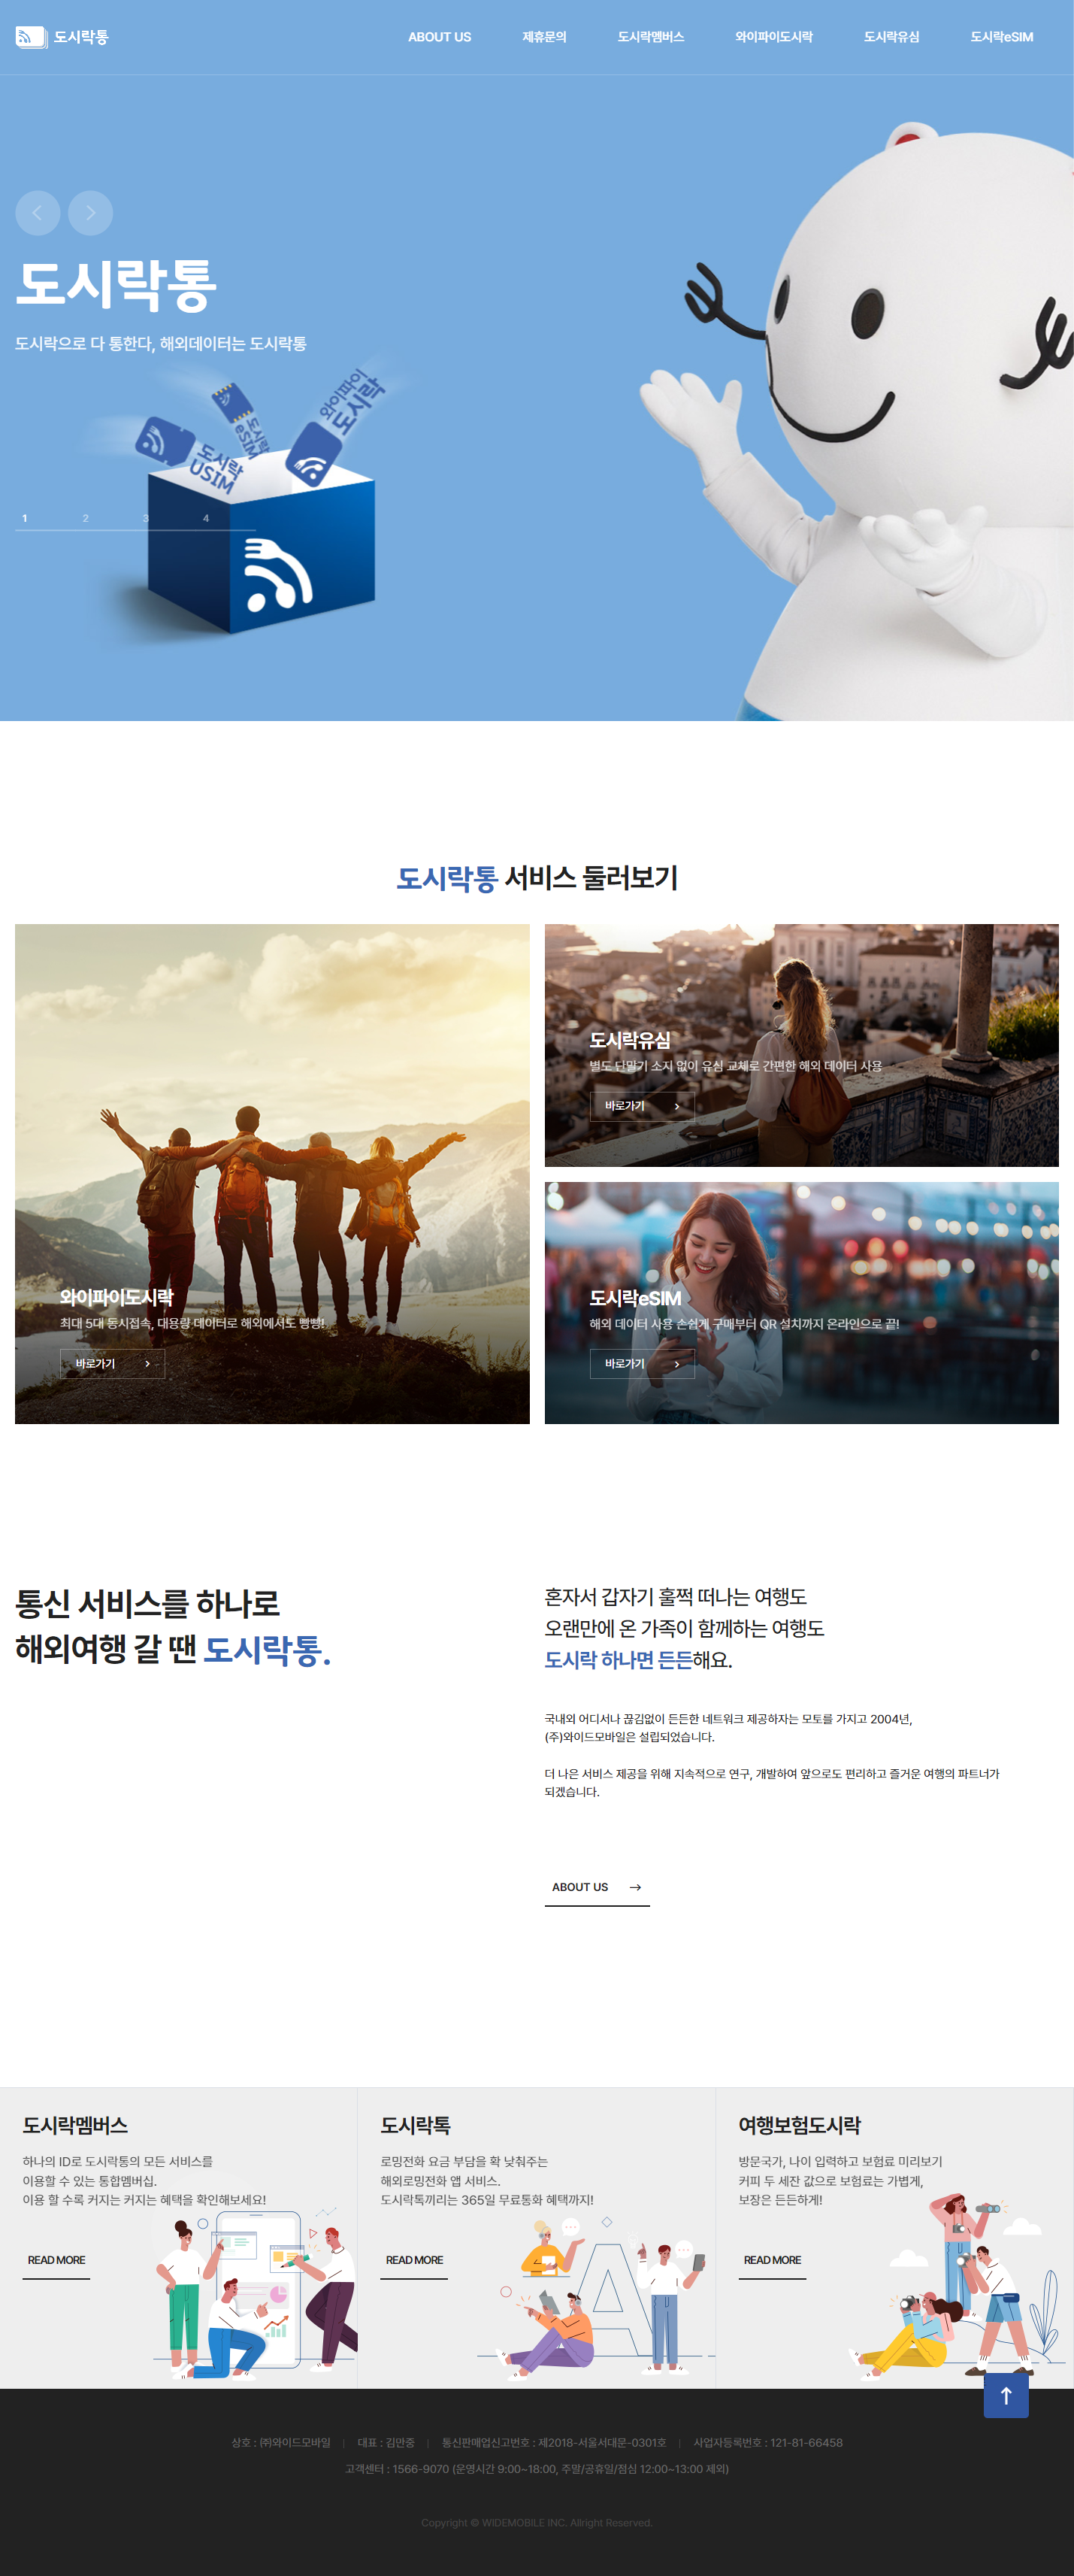 도시락통
ABOUT US
제휴문의
도시락멤버스
와이파이도시락
도시락유심
도시락eSIM
도시락통
도시락으로 다 통한다, 해외데이터는 도시락통
와이파이
도시락
도시락
eSIM
도시락
USIM
1 2 3 4
도시락통 서비스 둘러보기
도시락유심
별도 단말기 소지 없이 유심 교체로 간편한 해외 데이터 사용
바로가기
와이파이도시락
최대 5대 동시접속, 대용량 데이터로 해외에서도 빵빵!
바로가기
도시락eSIM
해외 데이터 사용 손쉽게 구매부터 QR 설치까지 온라인으로 끝!
바로가기
통신 서비스를 하나로
해외여행 갈 땐 도시락통.
혼자서 갑자기 훌쩍 떠나는 여행도
오랜만에 온 가족이 함께하는 여행도
도시락 하나면 든든해요.
국내외 어디서나 끊김없이 든든한 네트워크 제공하자는 모토를 가지고 2004년,
(주)와이드모바일은 설립되었습니다.
더 나은 서비스 제공을 위해 지속적으로 연구, 개발하여 앞으로도 편리하고 즐거운 여행의 파트너가
되겠습니다.
ABOUT US
도시락멤버스
하나의 ID로 도시락통의 모든 서비스를
이용할 수 있는 통합멤버십.
이용 할 수록 커지는 커지는 혜택을 확인해보세요!
READ MORE
도시락톡
로밍전화 요금 부담을 확 낮춰주는
해외로밍전화 앱 서비스.
도시락톡끼리는 365일 무료통화 혜택까지!
READ MORE
A
여행보험도시락
방문국가, 나이 입력하고 보험료 미리보기
커피 두 세잔 값으로 보험료는 가볍게,
보장은 든든하게!
READ MORE
상호 : ㈜와이드모바일 | 대표 : 김만중 | 통신판매업신고번호 : 제2018-서울서대문-0301호 | 사업자등록번호 : 121-81-66458
고객센터 : 1566-9070 (운영시간 9:00~18:00, 주말/공휴일/점심 12:00~13:00 제외)
Copyright © WIDEMOBILE INC. Allright Reserved.